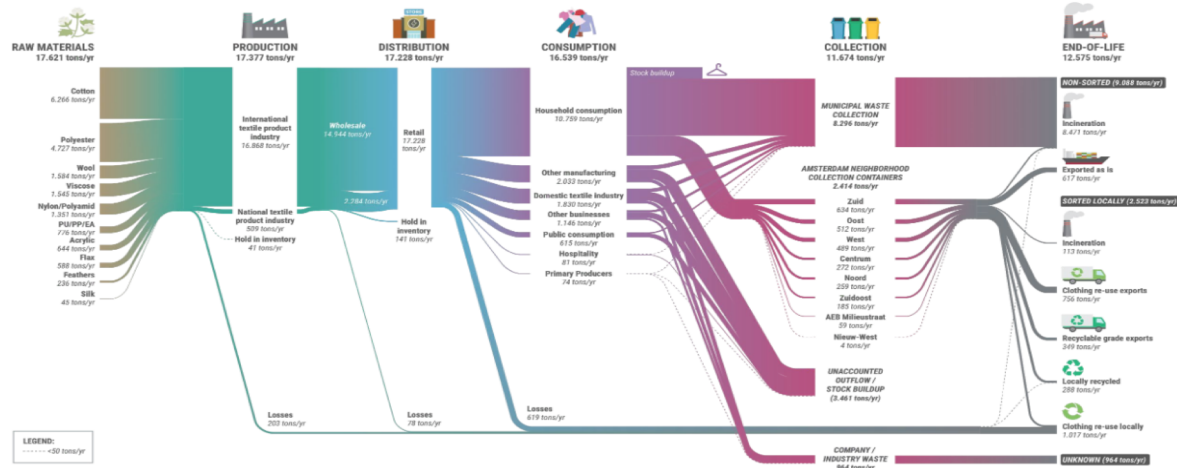 STORE
RAW MATERIALS
17.621 tons/yr
PRODUCTION
17.377 tons/yr
DISTRIBUTION
17.228 tons/yr
CONSUMPTION
16.539 tons/yr
COLLECTION
11.674 tons/yr
END-OF-LIFE
12.575 tons/yr
Cotton
6.266 tons/yr
Polyester
4.727 tons/yr
Wool
1.584 tons/yr
Viscose
1.545 tons/yr
Nylon/Polyamid
1.351 tons/yr
PU/PP/EA
776 tons/yr
Acrylic
644 tons/yr
Flax
588 tons/yr
Feathers
236 tons/yr
Silk
45 tons/yr
International
textile product
industry
16.868 tons/yr
National textile
product industry
509 tons/yr
Hold in inventory
41 tons/yr
Losses
203 tons/yr
Wholesale
14.944 tons/yr
2.284 tons/yr
Retail
17.228
tons/yr
Hold in
inventory
141 tons/yr
Losses
78 tons/yr
Stock buildup
Household consumption
10.759 tons/yr
Other manufacturing
2.033 tons/yr
Domestic textile industry
1.830 tons/yr
Other businesses
1.146 tons/yr
Public consumption
615 tons/yr
Hospitality
81 tons/yr
Primary Producers
74 tons/yr
Losses
619 tons/yr
MUNICIPAL WASTE
COLLECTION
8.296 tons/yr
AMSTERDAM NEIGHBORHOOD
COLLECTION CONTAINERS
2.414 tons/yr
Zuid
634 tons/yr
Oost
512 tons/yr
West
489 tons/yr
Centrum
272 tons/yr
Noord
259 tons/yr
Zuidoost
185 tons/yr
AEB Milieustraat
59 tons/yr
Nieuw-West
4 tons/yr
UNACCOUNTED
OUTFLOW /
STOCK BUILDUP
(3.461 tons/yr)
COMPANY /
INDUSTRY WASTE
964 tons/yr
NON-SORTED (9.088 tons/yr)
Incineration
8.471 tons/yr
Exported as is
617 tons/yr
SORTED LOCALLY (2.523 tons/yr)
Incineration
113 tons/yr
Clothing re-use exports
756 tons/yr
Recyclable grade exports
349 tons/yr
Locally recycled
288 tons/yr
Clothing re-use locally
1.017 tons/yr
UNKNOWN (964 tons/yr)
LEGEND:
<50 tons/yr